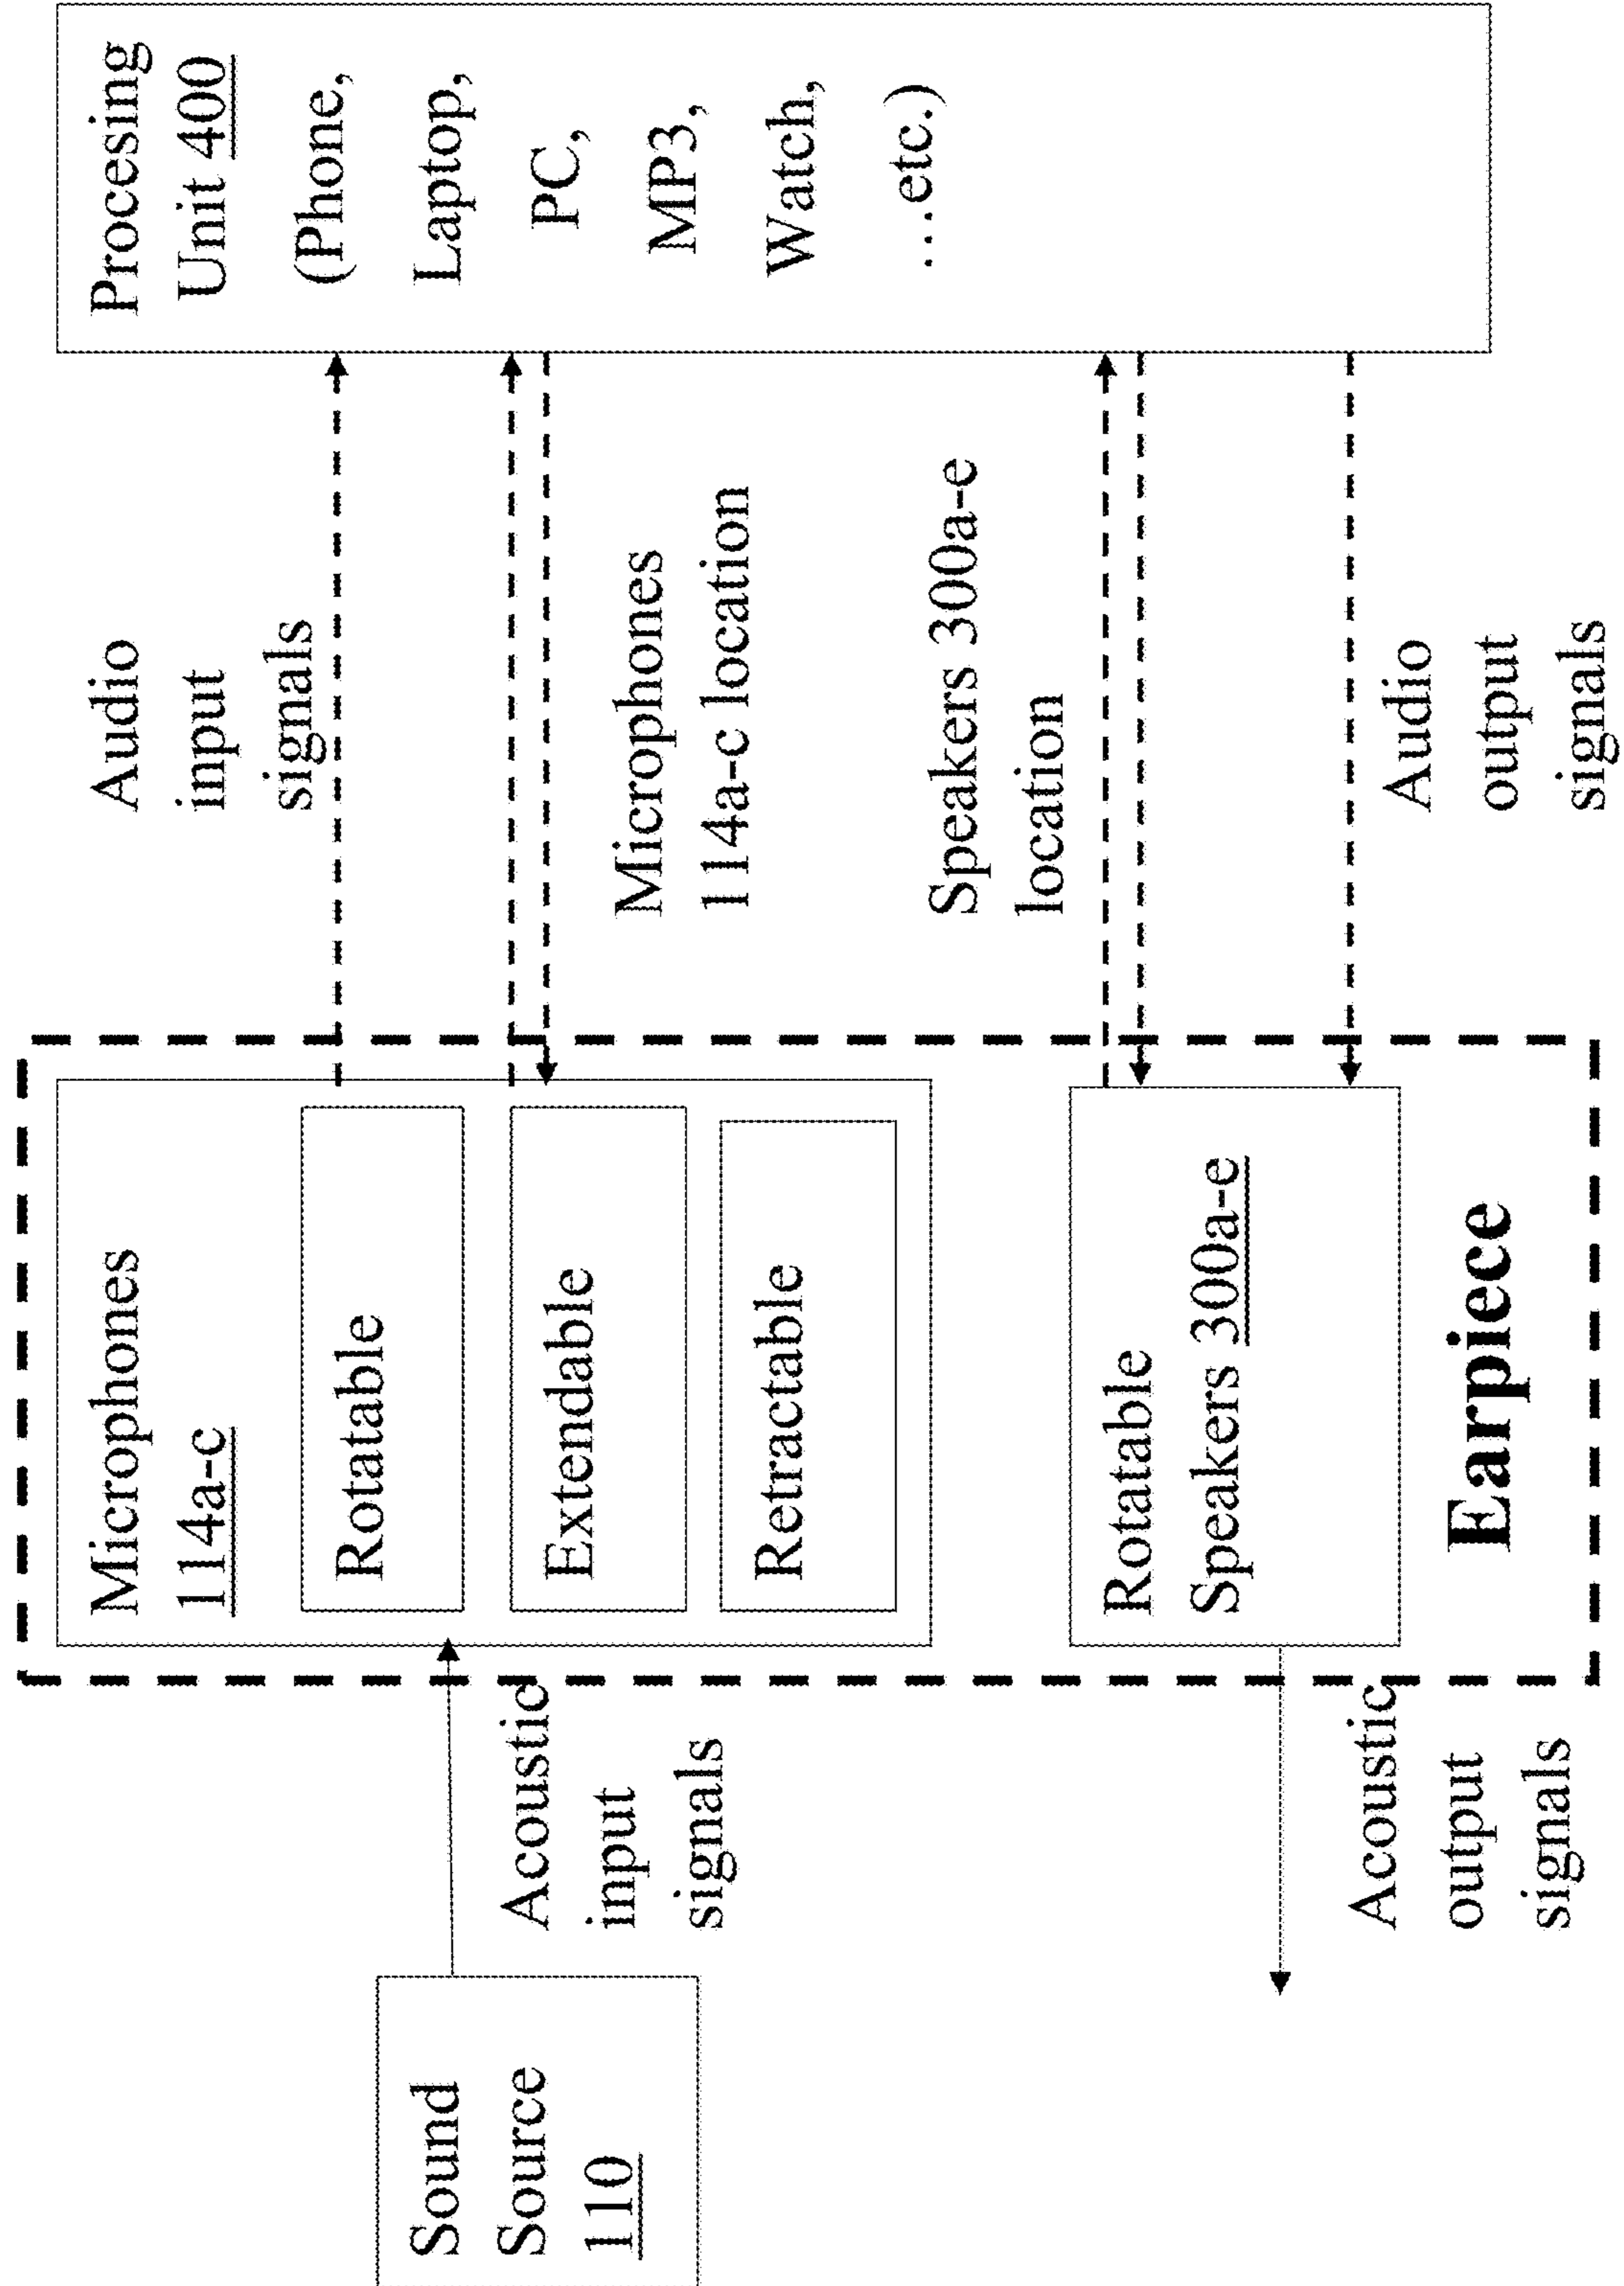 Sound
Source
110
Acoustic
input
signals
Acoustic
output
signals
Microphones
114a-c
Rotatable
Extendable
Retractable
Rotatable
Speakers 300a-e
Earpiece
Audio
input
signals
Microphones
114a-c location
Speakers 300a-e
location
Audio
output
signals
Procesing
Unit 400
(Phone,
Laptop,
PC,
MP3,
Watch,
…etc.)